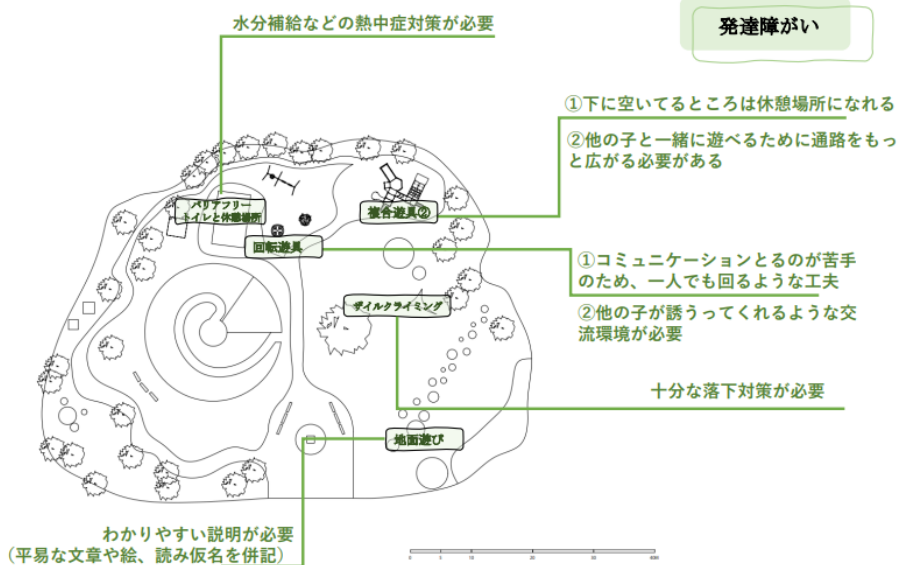 水分補給などの熱中症対策が必要
発達障がい
①下に空いてるところは休憩場所になれる
②他の子と一緒に遊べるために通路をもっ
と広がる必要がある
バリアフリー
トイレと休憩場所
複合遊具②
回転遊具
①コミュニケーションとるのが苦手
のため、一人でも回るような工夫
②他の子が誘うってくれるような交
流環境が必要
ザイルクライミング
十分な落下対策が必要
地面遊び
わかりやすい説明が必要
（平易な文章や絵、読み仮名を併記）
0 5 10 20 30 40m